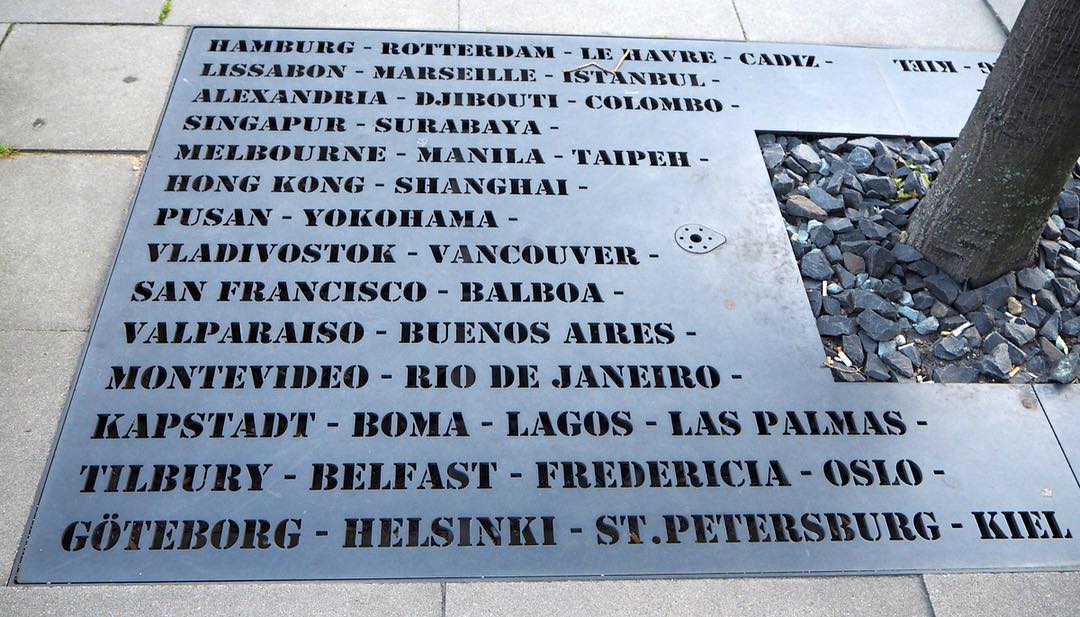 HAMBURG - ROTTERDAM - LE HAVRE - CADIZ -
LISSABON - MARSEILLE - ISTANBUL -
ALEXANDRIA - DJIBOUTI - COLOMBO -
SINGAPUR - SURABAYA -
MELBOURNE - MANILA - TAIPEH -
HONG KONG - SHANGHAI -
PUSAN - YOKOHAMA -
VLADIVOSTOK - VANCOUVER -
SAN FRANCISCO - BALBOA -
VALPARAISO - BUENOS AIRES -
MONTEVIDEO - RIO DE JANEIRO -
KAPSTADT - BOMA - LAGOS - LAS PALMAS -
TILBURY - BELFAST - FREDERICIA - OSLO -
GÖTEBORG - HELSINKI - ST.PETERSBURG - KIEL
KIEL -